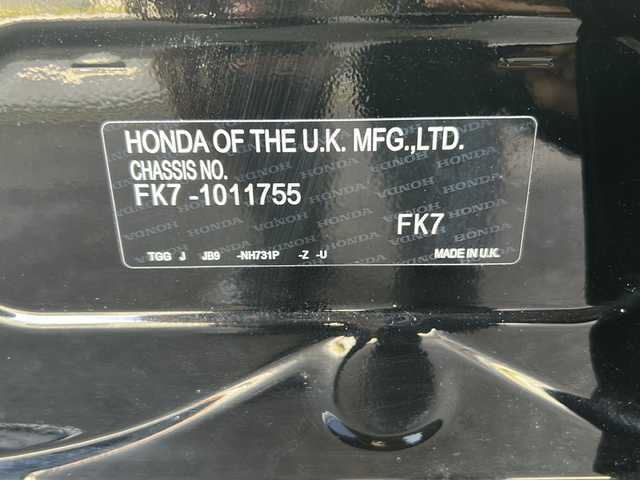 HONDA OF THE U.K. MFG.,LTD.
CHASSIS NO.
FK7 -1011755
FK7
TGG J JB9 -NH731P -Z -U MADE IN U.K.